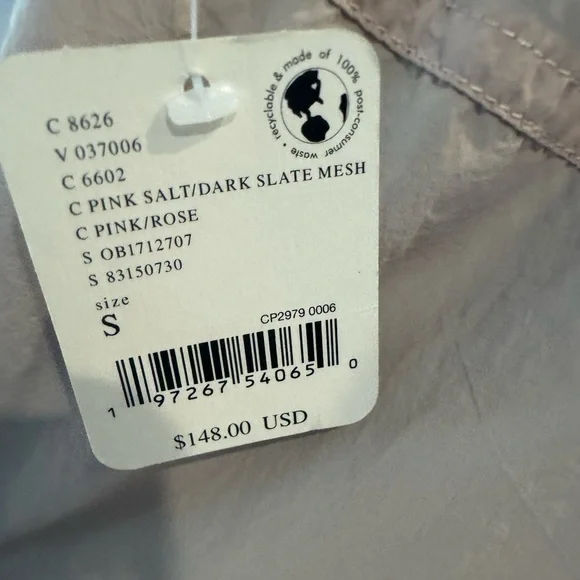 recyclable & made of 100% post-consumer waste •
C 8626
V 037006
C 6602
C PINK SALT/DARK SLATE MESH
C PINK/ROSE
S OB1712707
S 83150730
size
S
CP2979 0006
1 97267 54065 0
$148.00 USD